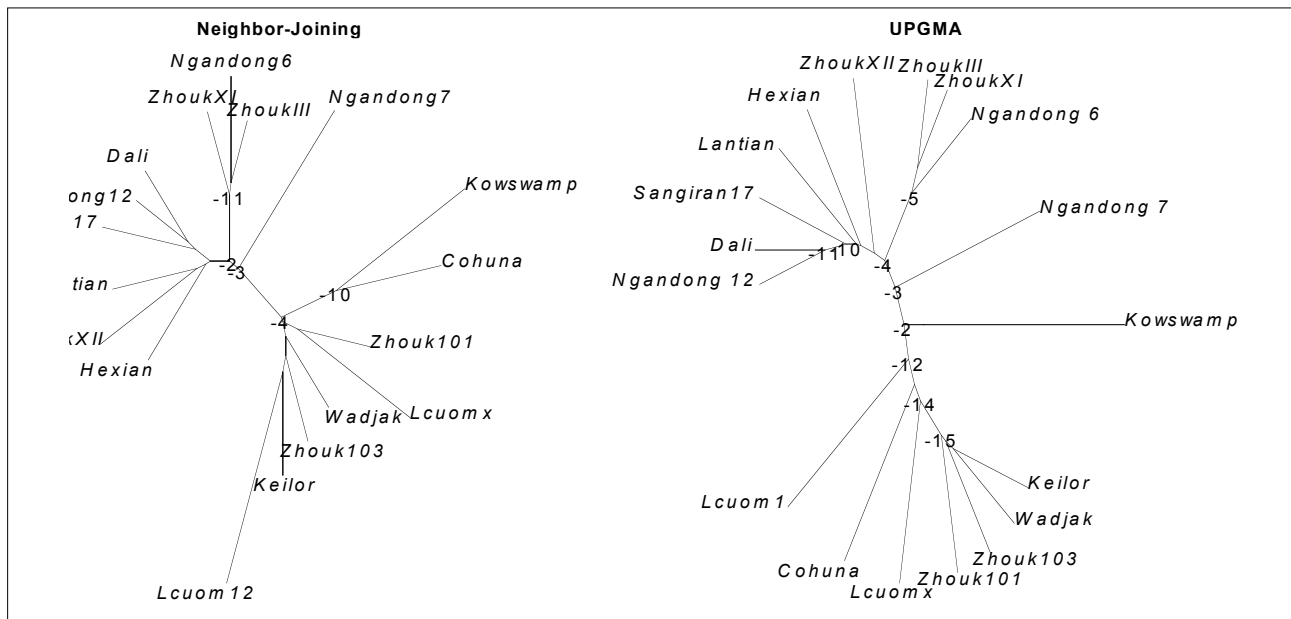 Neighbor-Joining
Ngandong6
ZhoukXI
ZhoukIII
Ngandong7
Dali
ong12
17
Kowswamp
-11
-2
-3
Cohuna
tian
-10
-4
XII
Hexian
Zhouk101
Wadjak
Lcuomx
Zhouk103
Keilor
Lcuom12
UPGMA
ZhoukXII
ZhoukIII
ZhoukXI
Hexian
Ngandong 6
Lantian
Sangiran17
-5
Ngandong 7
Dali
-11
10
-4
Ngandong 12
-3
-2
Kowswamp
-12
-14
-15
Lcuom1
Keilor
Wadjak
Cohuna
Zhouk103
Zhouk101
Lcuomx